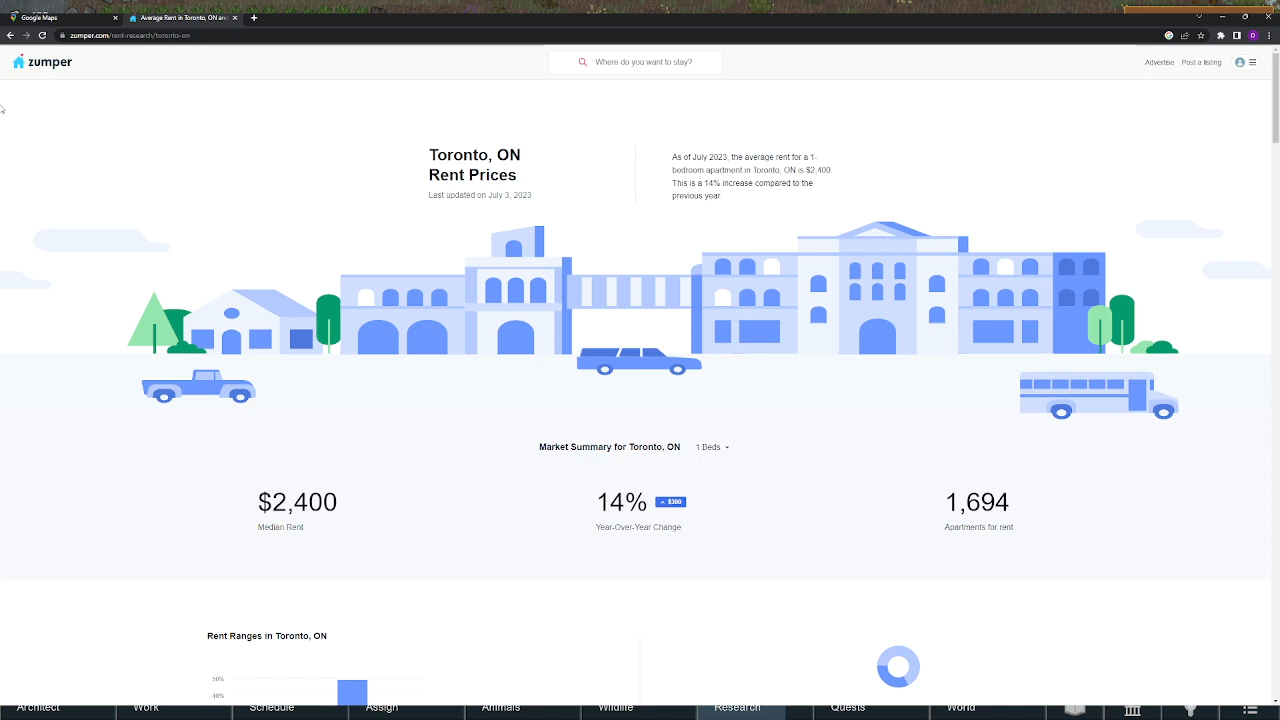 Google Maps
Average Rent in Toronto, ON an
zumper.com/rent-research/toronto-on
D
zumper
Where do you want to stay?
Advertise
Post a listing
Toronto, ON
Rent Prices
Last updated on July 3, 2023
As of July 2023, the average rent for a 1-
bedroom apartment in Toronto, ON is $2,400.
This is a 14% increase compared to the
previous year.
Market Summary for Toronto, ON
1 Beds
$2,400
Median Rent
14%
$300
Year-Over-Year Change
1,694
Apartments for rent
Rent Ranges in Toronto, ON
50%
40%
Architect
Work
Schedule
Assign
Animals
Wildlife
Research
Quests
World